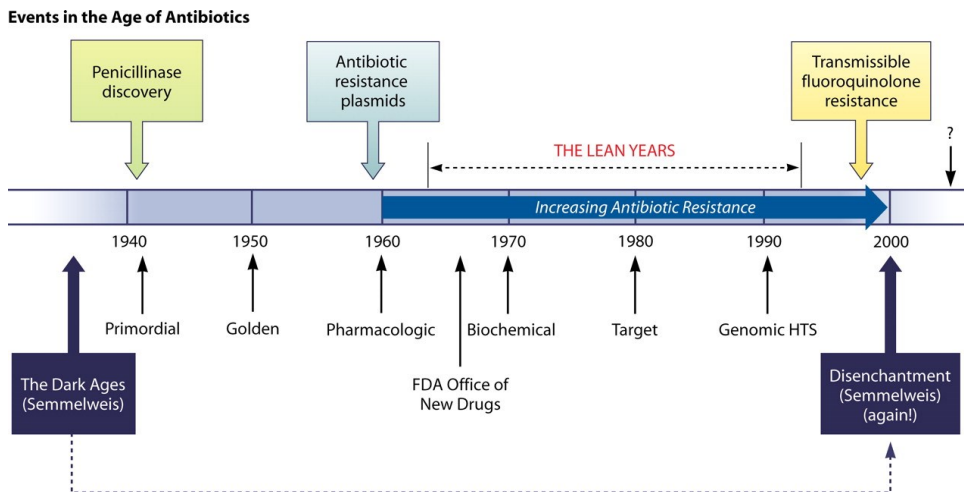 Events in the Age of Antibiotics
Penicillinase
discovery
Antibiotic
resistance
plasmids
Transmissible
fluoroquinolone
resistance
?
THE LEAN YEARS
Increasing Antibiotic Resistance
1940 1950 1960 1970 1980 1990 2000
Primordial Golden Pharmacologic Biochemical Target Genomic HTS
The Dark Ages
(Semmelweis)
FDA Office of
New Drugs
Disenchantment
(Semmelweis)
(again!)